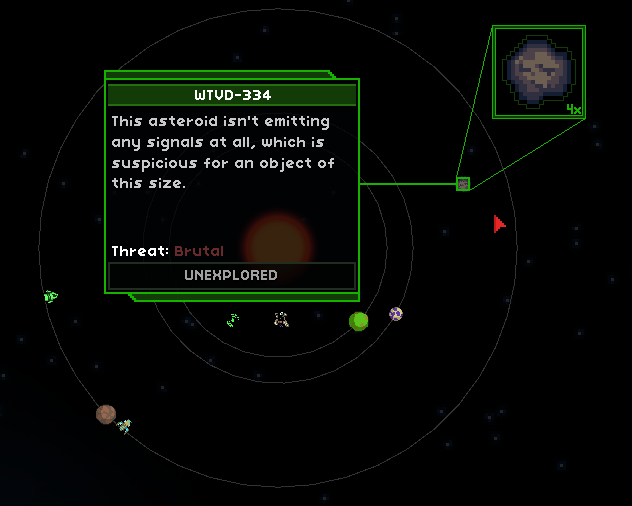 WTVD-334
This asteroid isn't emitting
any signals at all, which is
suspicious for an object of
this size.
Threat: Brutal
UNEXPLORED
4x